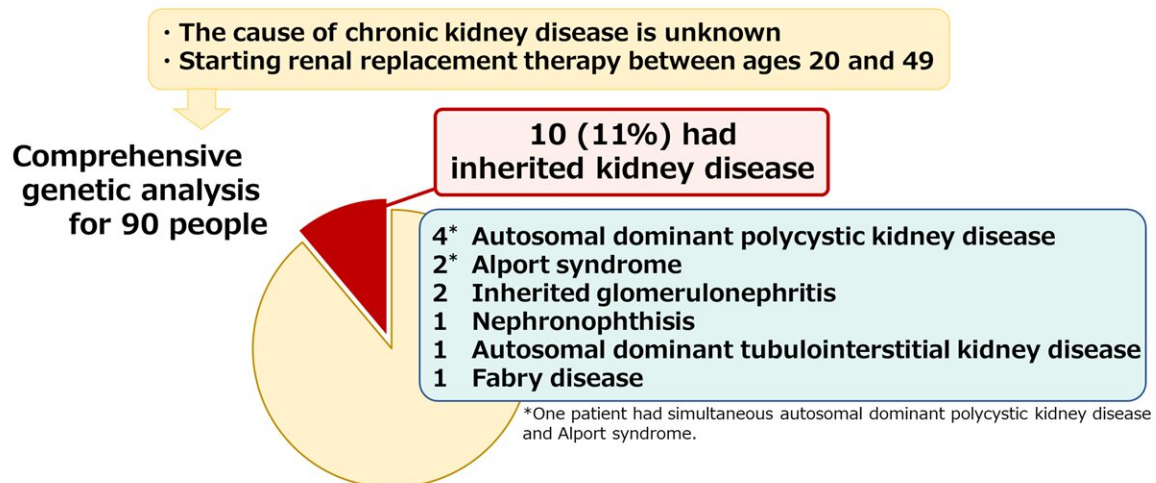 ・The cause of chronic kidney disease is unknown
・Starting renal replacement therapy between ages 20 and 49
Comprehensive
genetic analysis
for 90 people
10 (11%) had
inherited kidney disease
4* Autosomal dominant polycystic kidney disease
2* Alport syndrome
2 Inherited glomerulonephritis
1 Nephronophthisis
1 Autosomal dominant tubulointerstitial kidney disease
1 Fabry disease
*One patient had simultaneous autosomal dominant polycystic kidney disease
and Alport syndrome.